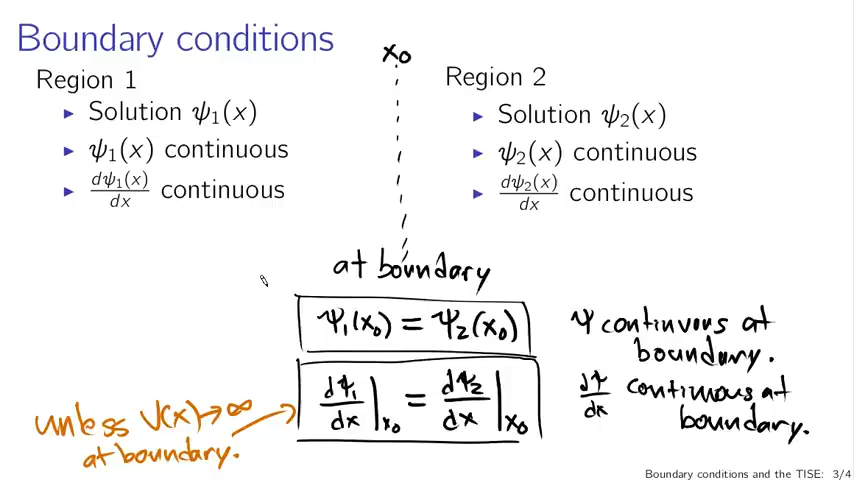 Boundary conditions
x₀
Region 1
▶ Solution ψ₁(x)
▶ ψ₁(x) continuous
▶ dψ₁(x)/dx continuous
Region 2
▶ Solution ψ₂(x)
▶ ψ₂(x) continuous
▶ dψ₂(x)/dx continuous
at boundary
ψ₁(x₀) = ψ₂(x₀)
ψ continuous at
boundary.
dψ₁/dx |x₀ = dψ₂/dx |x₀
dψ/dx continuous at
boundary.
unless V(x)→∞
at boundary.
Boundary conditions and the TISE: 3/4